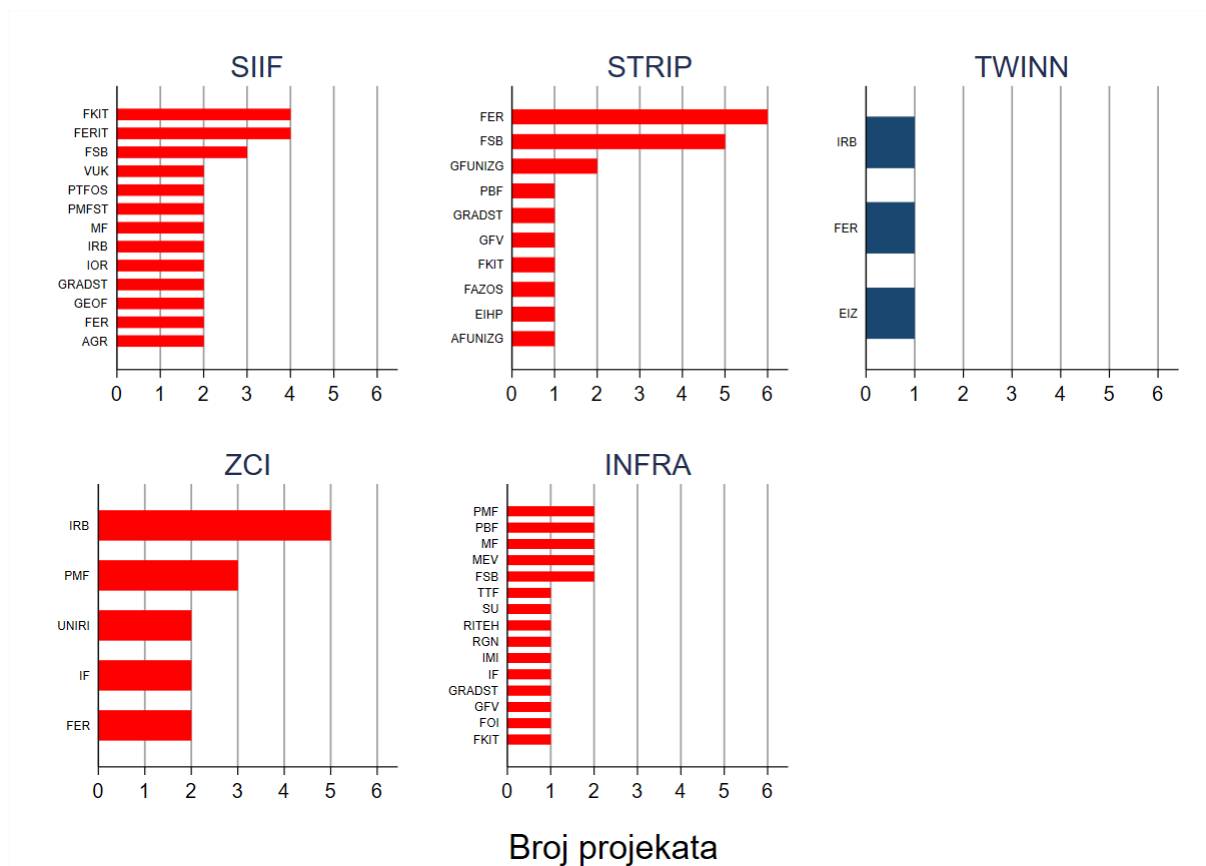 SIIF
FKIT
FERIT
FSB
VUK
PTFOS
PMFST
MF
IRB
IOR
GRADST
GEOF
FER
AGR
0 1 2 3 4 5 6
STRIP
FER
FSB
GFUNIZG
PBF
GRADST
GFV
FKIT
FAZOS
EIHP
AFUNIZG
0 1 2 3 4 5 6
TWINN
IRB
FER
EIZ
0 1 2 3 4 5 6
ZCI
IRB
PMF
UNIRI
IF
FER
0 1 2 3 4 5 6
INFRA
PMF
PBF
MF
MEV
FSB
TTF
SU
RITEH
RGN
IMI
IF
GRADST
GFV
FOI
FKIT
0 1 2 3 4 5 6
Broj projekata